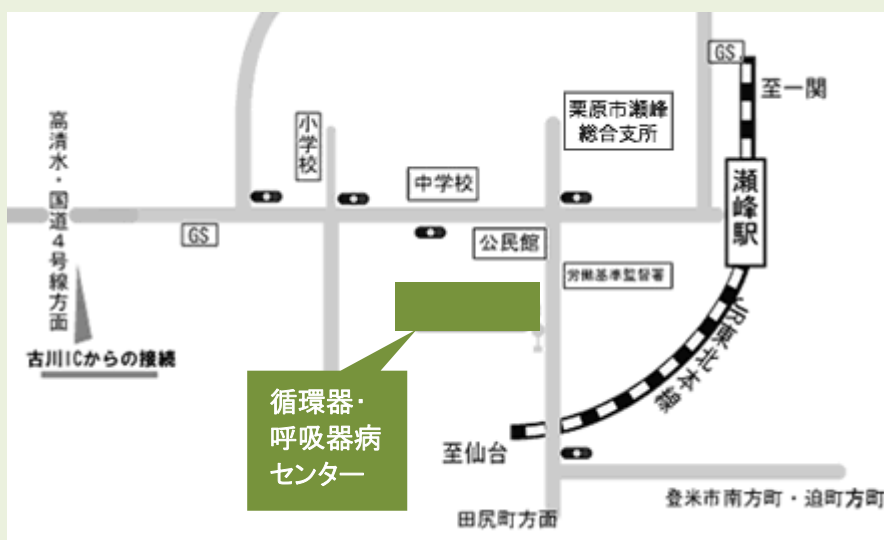 GS
至一関
栗原市瀬峰
総合支所
小学校
高清水・国道4号線方面
中学校
瀬峰駅
GS
公民館
労働基準監督署
JR東北本線
古川ICからの接続
循環器・
呼吸器病
センター
至仙台
登米市南方町・迫町方町
田尻町方面